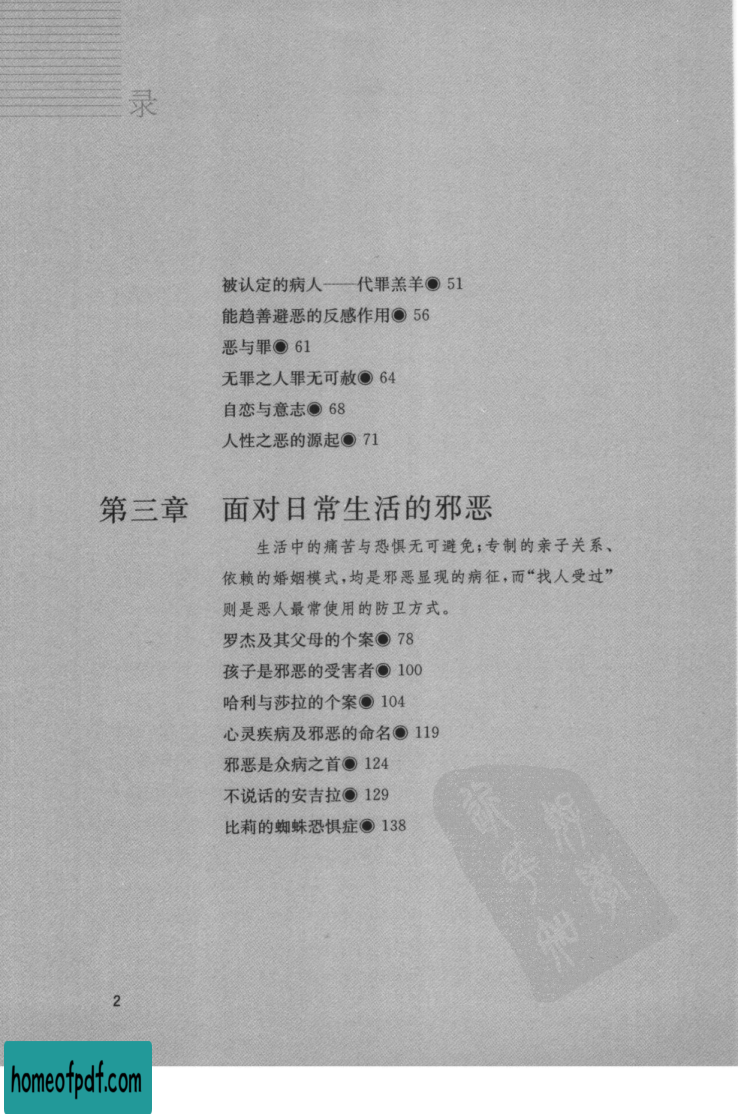 录
被认定的病人——代罪羔羊◉ 51
能趋善避恶的反感作用◉ 56
恶与罪◉ 61
无罪之人罪无可赦◉ 64
自恋与意志◉ 68
人性之恶的源起◉ 71
第三章 面对日常生活的邪恶
生活中的痛苦与恐惧无可避免;专制的亲子关系、
依赖的婚姻模式,均是邪恶显现的病征,而“找人受过”
则是恶人最常使用的防卫方式。
罗杰及其父母的个案◉ 78
孩子是邪恶的受害者◉ 100
哈利与莎拉的个案◉ 104
心灵疾病及邪恶的命名◉ 119
邪恶是众病之首◉ 124
不说话的安吉拉◉ 129
比莉的蜘蛛恐惧症◉ 138
2
homeofpdf.com